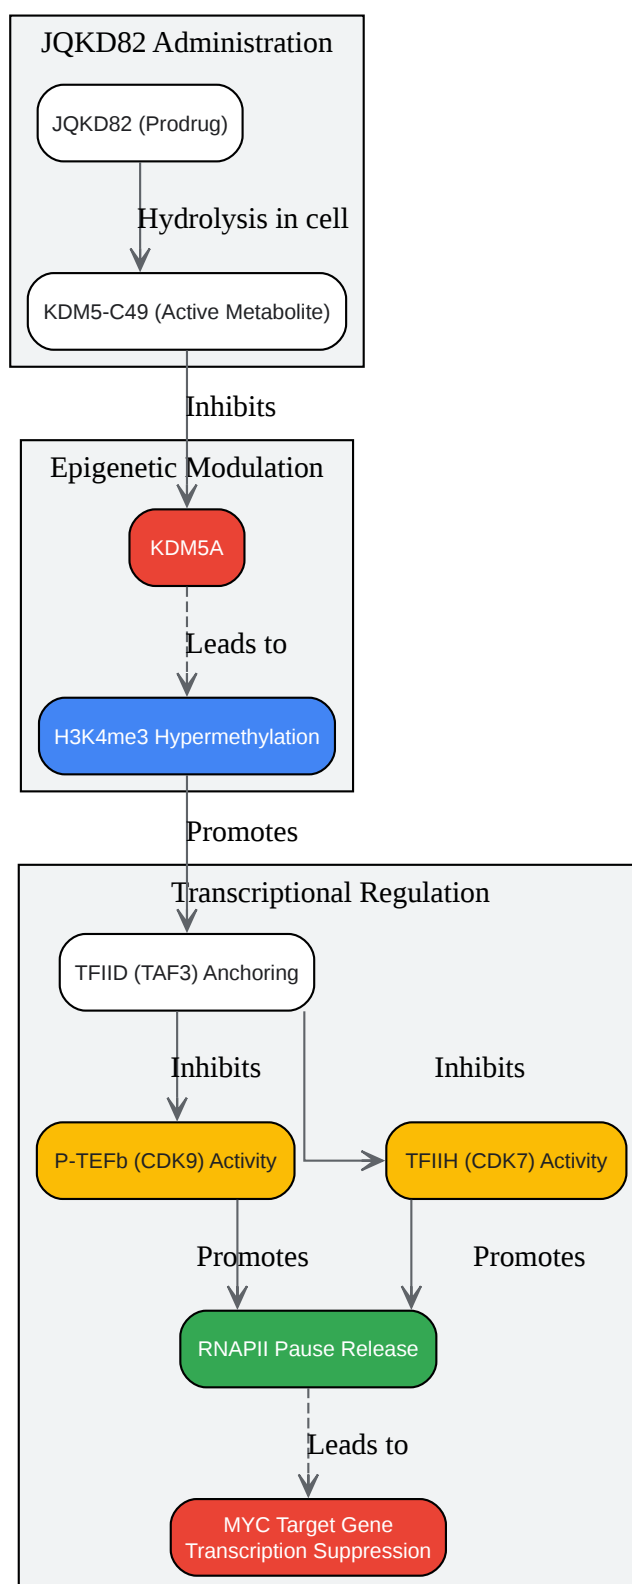 JQKD82 Administration
JQKD82 (Prodrug)
Hydrolysis in cell
KDM5-C49 (Active Metabolite)
Inhibits
Epigenetic Modulation
KDM5A
Leads to
H3K4me3 Hypermethylation
Promotes
Transcriptional Regulation
TFIID (TAF3) Anchoring
Inhibits
Inhibits
P-TEFb (CDK9) Activity
TFIIH (CDK7) Activity
Promotes
Promotes
RNAPII Pause Release
Leads to
MYC Target Gene
Transcription Suppression